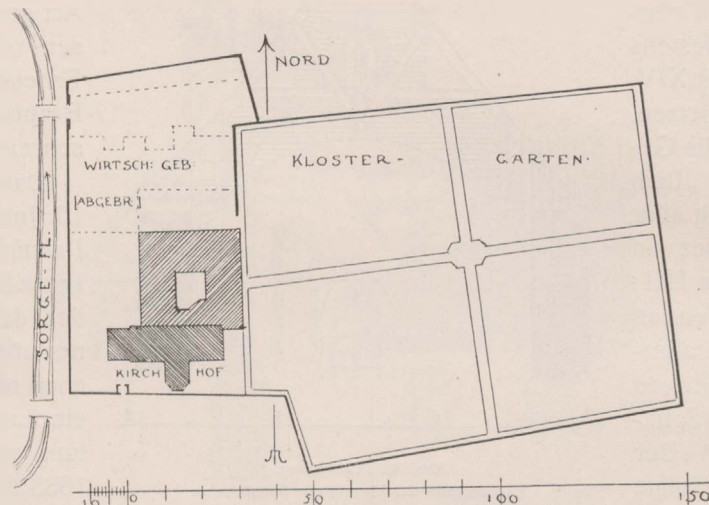 NORD
KLOSTER - GARTEN.
WIRTSCH: GEB.
[ABGEBR.]
SORGE-FL.
KIRCH HOF
10 0 50 100 150